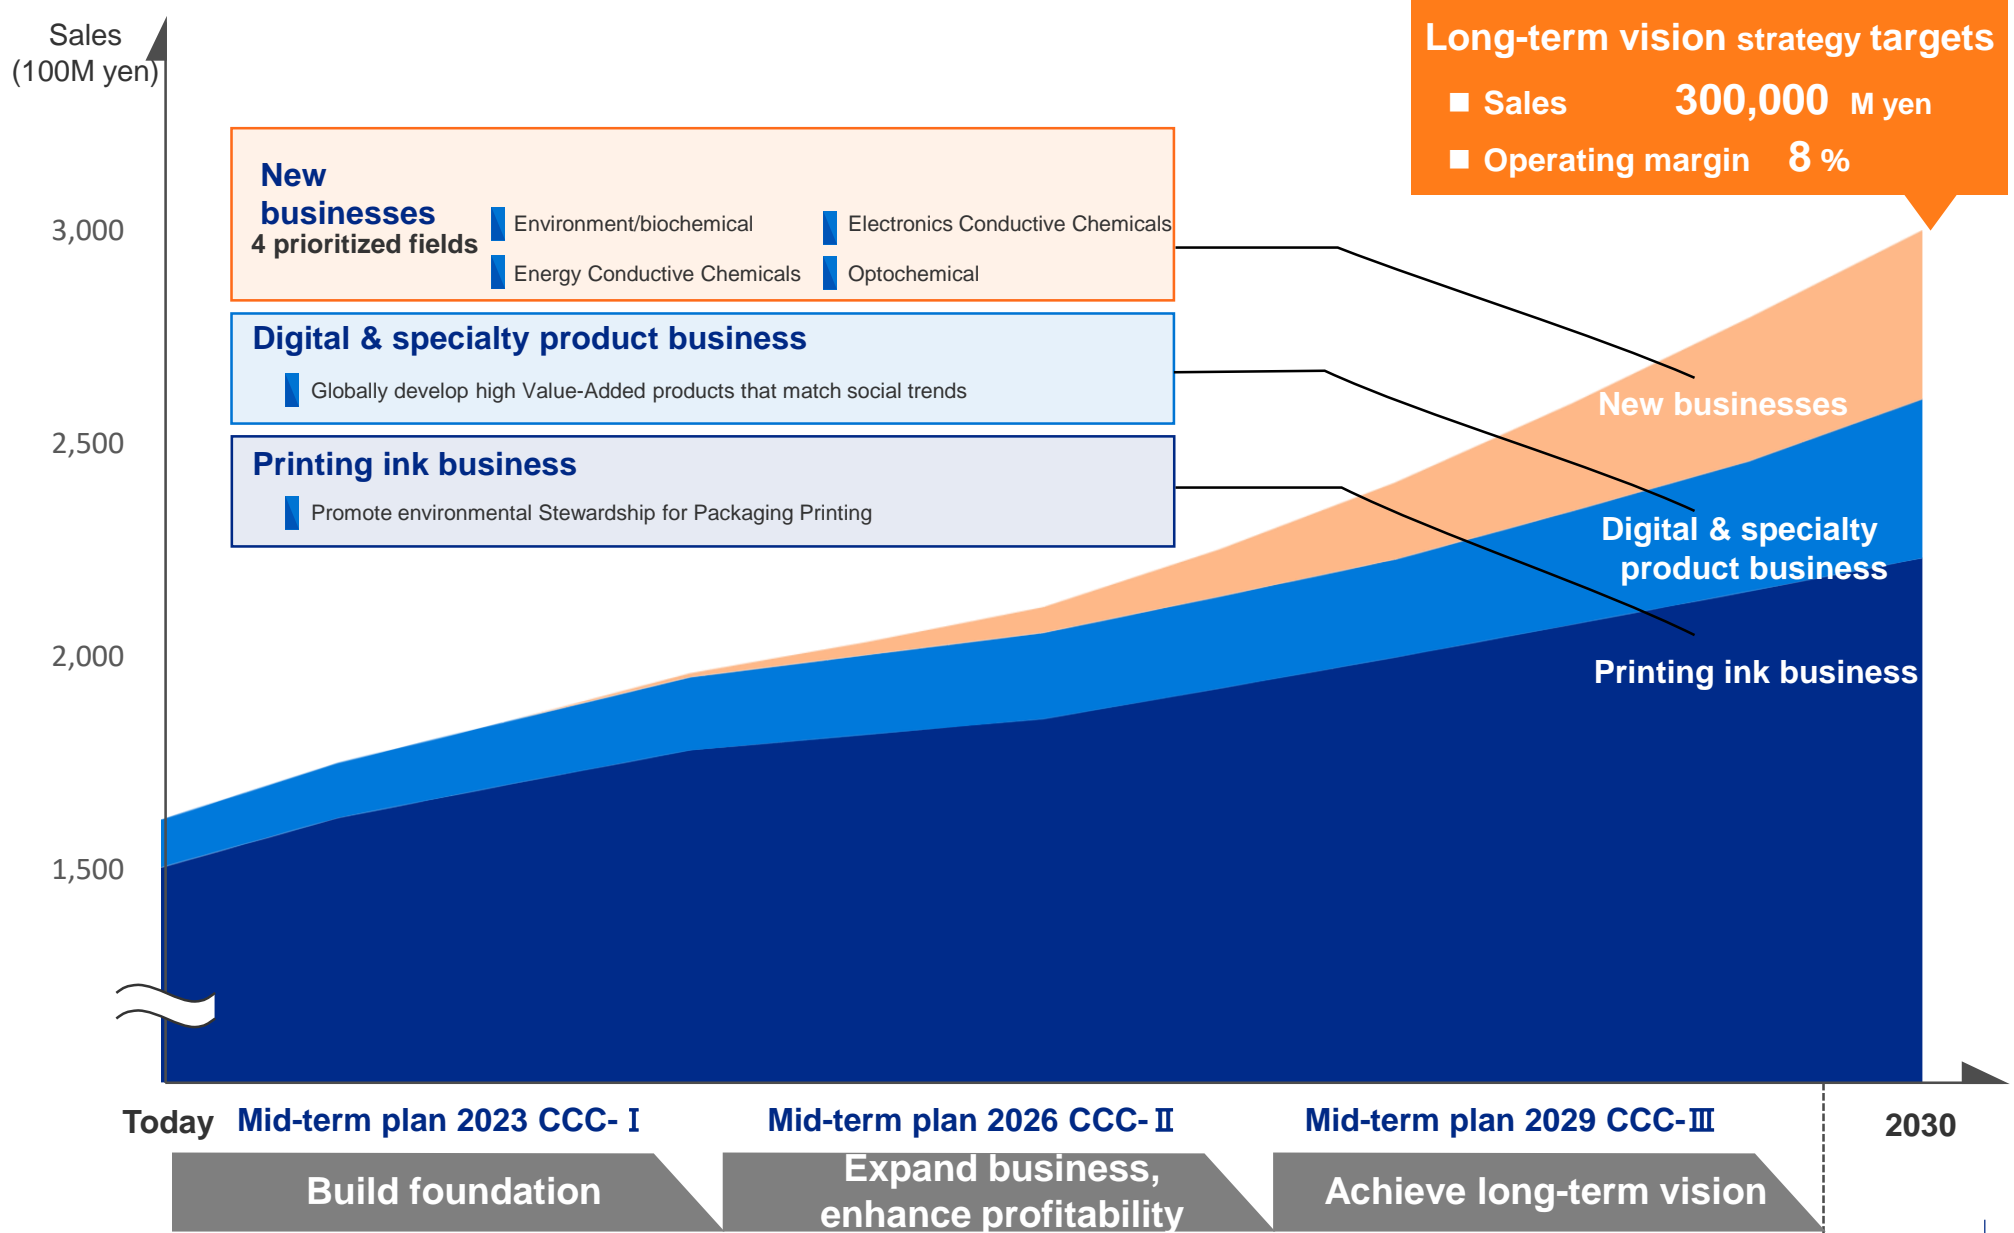 Sales
(100M yen)
Long-term vision strategy targets
■ Sales 300,000 M yen
■ Operating margin 8 %
New
businesses
4 prioritized fields
Environment/biochemical
Electronics Conductive Chemicals
Energy Conductive Chemicals
Optochemical
Digital & specialty product business
Globally develop high Value-Added products that match social trends
Printing ink business
Promote environmental Stewardship for Packaging Printing
3,000
2,500
2,000
1,500
New businesses
Digital & specialty
product business
Printing ink business
Today
Mid-term plan 2023 CCC-Ⅰ
Mid-term plan 2026 CCC-Ⅱ
Mid-term plan 2029 CCC-Ⅲ
2030
Build foundation
Expand business,
enhance profitability
Achieve long-term vision